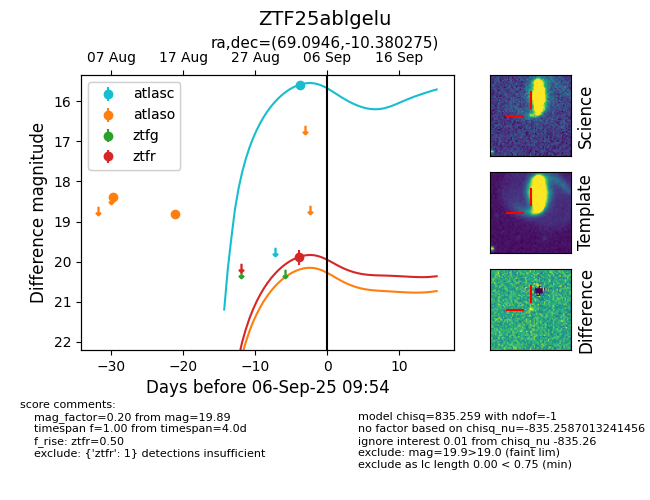 ZTF25ablgelu
ra,dec=(69.0946,-10.380275)
07 Aug 17 Aug 27 Aug 06 Sep 16 Sep
atlasc
atlaso
ztfg
ztfr
16
17
18
19
20
21
22
Difference magnitude
−30 −20 −10 0 10
Days before 06-Sep-25 09:54
Science
Template
Difference
score comments:
mag_factor=0.20 from mag=19.89
timespan f=1.00 from timespan=4.0d
f_rise: ztfr=0.50
exclude: {'ztfr': 1} detections insufficient
model chisq=835.259 with ndof=-1
no factor based on chisq_nu=-835.2587013241456
ignore interest 0.01 from chisq_nu -835.26
exclude: mag=19.9>19.0 (faint lim)
exclude as lc length 0.00 < 0.75 (min)